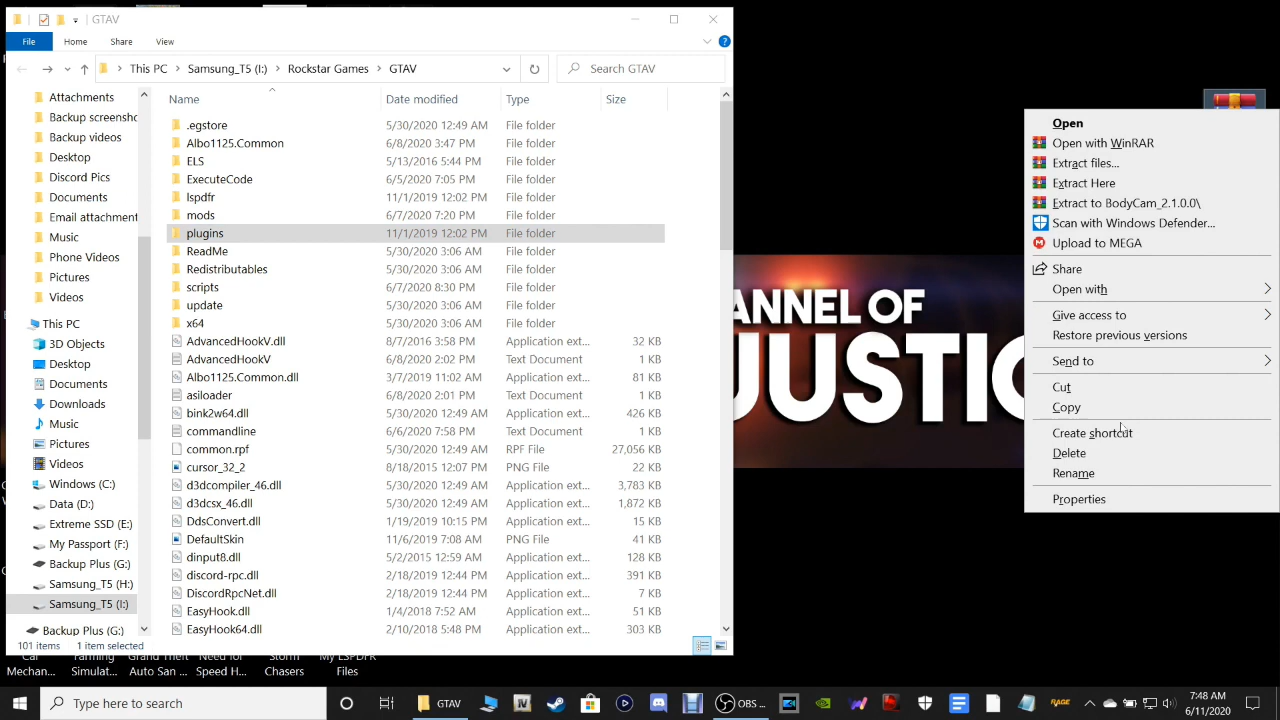 GTAV
File Home Share View
This PC Samsung_T5 (I:) Rockstar Games GTAV Search GTAV
Name Date modified Type Size
Attachments
Backup screensho
Backup videos
Desktop
Discord Pics
Documents
Email attachment
Music
Phone Videos
Pictures
Videos
This PC
3D Objects
Desktop
Documents
Downloads
Music
Pictures
Videos
Windows (C:)
Data (D:)
Extreme SSD (E:)
My Passport (F:)
Backup Plus (G:)
Samsung_T5 (H:)
Samsung_T5 (I:)
Backup Plus (G:)
.egstore 5/30/2020 12:49 AM File folder
Albo1125.Common 6/8/2020 3:47 PM File folder
ELS 5/13/2016 5:44 PM File folder
ExecuteCode 6/5/2020 7:05 PM File folder
lspdfr 11/1/2019 12:02 PM File folder
mods 6/7/2020 7:20 PM File folder
plugins 11/1/2019 12:02 PM File folder
ReadMe 5/30/2020 3:06 AM File folder
Redistributables 5/30/2020 3:06 AM File folder
scripts 6/7/2020 8:30 PM File folder
update 5/30/2020 3:06 AM File folder
x64 5/30/2020 3:06 AM File folder
AdvancedHookV.dll 8/7/2016 3:58 PM Application ext... 32 KB
AdvancedHookV 6/8/2020 2:02 PM Text Document 1 KB
Albo1125.Common.dll 3/7/2019 11:02 AM Application ext... 81 KB
asiloader 6/8/2020 2:01 PM Text Document 1 KB
bink2w64.dll 5/30/2020 12:49 AM Application ext... 426 KB
commandline 6/6/2020 7:58 PM Text Document 1 KB
common.rpf 5/30/2020 12:49 AM RPF File 27,056 KB
cursor_32_2 8/18/2015 12:07 PM PNG File 22 KB
d3dcompiler_46.dll 5/30/2020 12:49 AM Application ext... 3,783 KB
d3dcsx_46.dll 5/30/2020 12:49 AM Application ext... 1,872 KB
DdsConvert.dll 1/19/2019 10:15 PM Application ext... 15 KB
DefaultSkin 11/6/2019 7:08 AM PNG File 41 KB
dinput8.dll 5/2/2015 12:59 AM Application ext... 128 KB
discord-rpc.dll 2/18/2019 12:44 PM Application ext... 391 KB
DiscordRpcNet.dll 2/18/2019 12:44 PM Application ext... 7 KB
EasyHook.dll 1/4/2018 7:52 AM Application ext... 51 KB
EasyHook64.dll 2/10/2018 5:48 PM Application ext... 303 KB
101 items 1 item selected
Open
Open with WinRAR
Extract files...
Extract Here
Extract to BodyCam_2.1.0.0\
Scan with Windows Defender...
Upload to MEGA
Share
Open with
Give access to
Restore previous versions
Send to
Cut
Copy
Create shortcut
Delete
Rename
Properties
ANNEL OF
JUSTIC
Car Farming Grand Theft Need for Storm My LSPDFR
Mechan... Simulat... Auto San ... Speed H... Chasers Files
Type here to search GTAV OBS ... RAGE 7:48 AM
6/11/2020